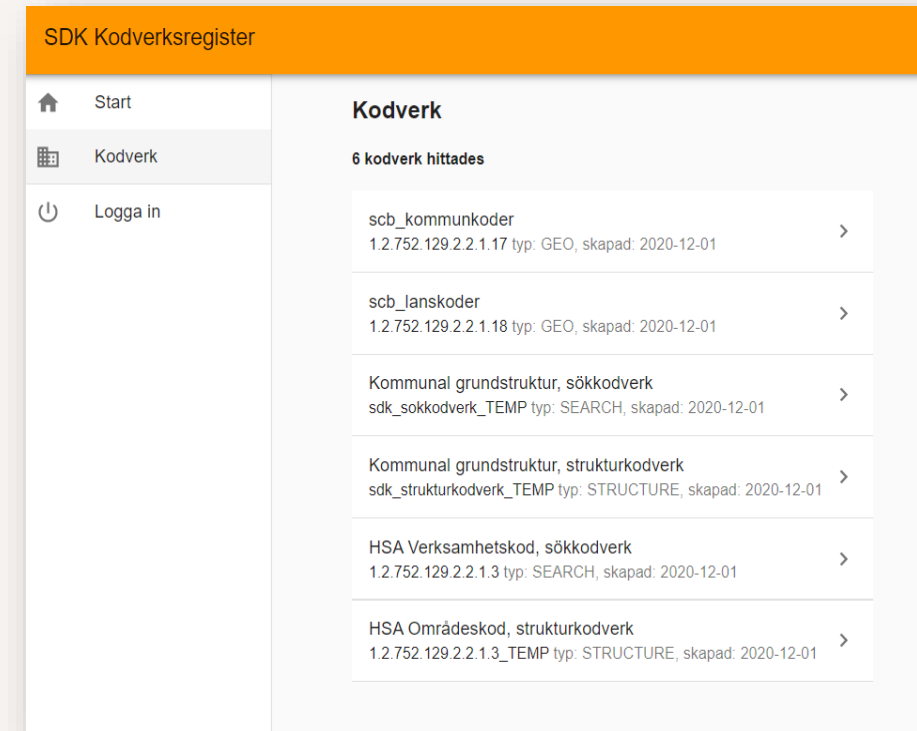 SDK Kodverksregister
Start
Kodverk
Logga in
Kodverk
6 kodverk hittades
scb_kommunkoder
1.2.752.129.2.2.1.17 typ: GEO, skapad: 2020-12-01
scb_lanskoder
1.2.752.129.2.2.1.18 typ: GEO, skapad: 2020-12-01
Kommunal grundstruktur, sökkodverk
sdk_sokkodverk_TEMP typ: SEARCH, skapad: 2020-12-01
Kommunal grundstruktur, strukturkodverk
sdk_strukturkodverk_TEMP typ: STRUCTURE, skapad: 2020-12-01
HSA Verksamhetskod, sökkodverk
1.2.752.129.2.2.1.3 typ: SEARCH, skapad: 2020-12-01
HSA Områdeskod, strukturkodverk
1.2.752.129.2.2.1.3_TEMP typ: STRUCTURE, skapad: 2020-12-01